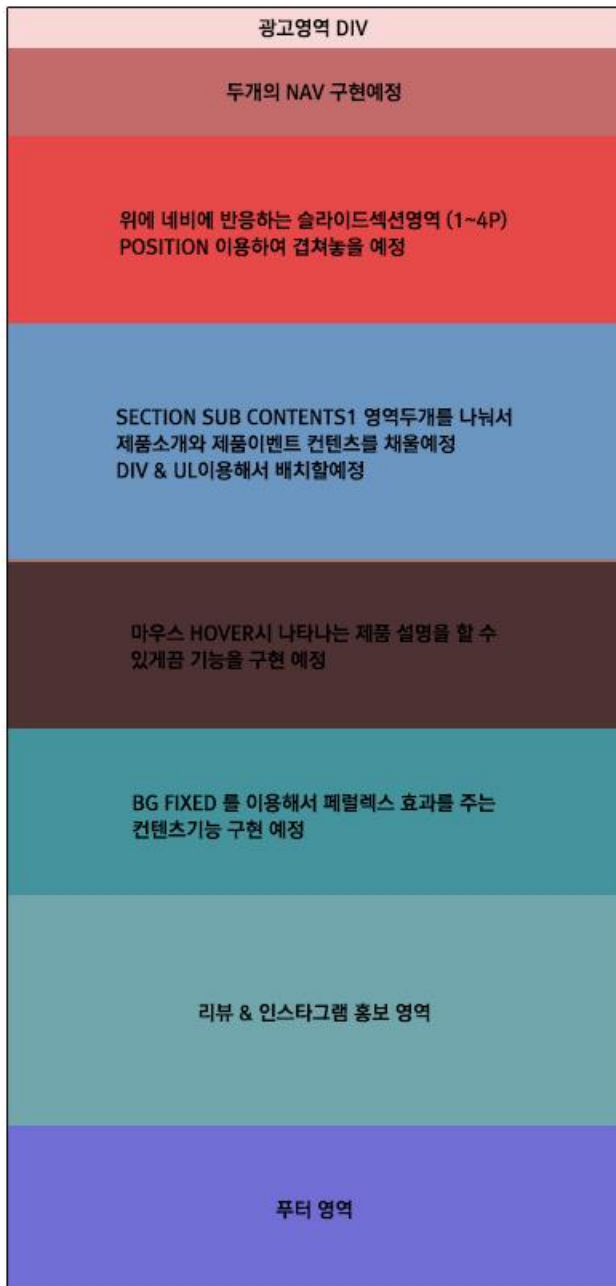 광고영역 DIV
두개의 NAV 구현예정
위에 네비에 반응하는 슬라이드섹션영역 (1~4P)
POSITION 이용하여 겹쳐놓을 예정
SECTION SUB CONTENTS1 영역두개를 나눠서
제품소개와 제품이벤트 컨텐츠를 채울예정
DIV & UL이용해서 배치할예정
마우스 HOVER시 나타나는 제품 설명을 할 수
있게끔 기능을 구현 예정
BG FIXED 를 이용해서 페럴렉스 효과를 주는
컨텐츠기능 구현 예정
리뷰 & 인스타그램 홍보 영역
푸터 영역